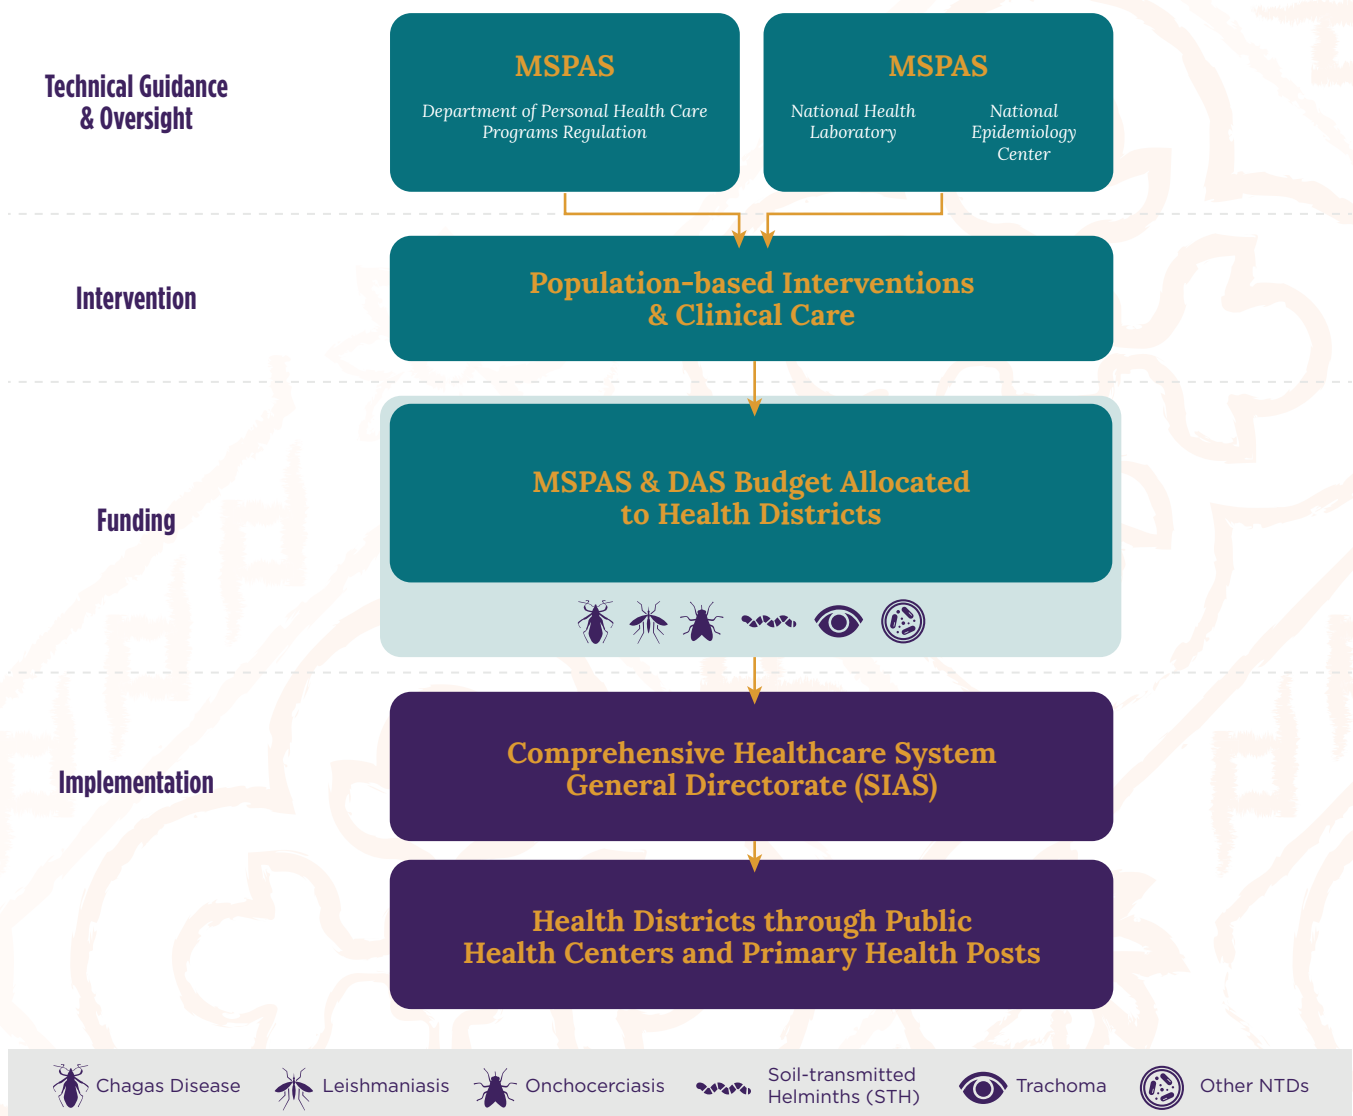 Technical Guidance
& Oversight
MSPAS
Department of Personal Health Care
Programs Regulation
MSPAS
National Health
Laboratory
National
Epidemiology
Center
Intervention
Population-based Interventions
& Clinical Care
Funding
MSPAS & DAS Budget Allocated
to Health Districts
Implementation
Comprehensive Healthcare System
General Directorate (SIAS)
Health Districts through Public
Health Centers and Primary Health Posts
Chagas Disease
Leishmaniasis
Onchocerciasis
Soil-transmitted
Helminths (STH)
Trachoma
Other NTDs